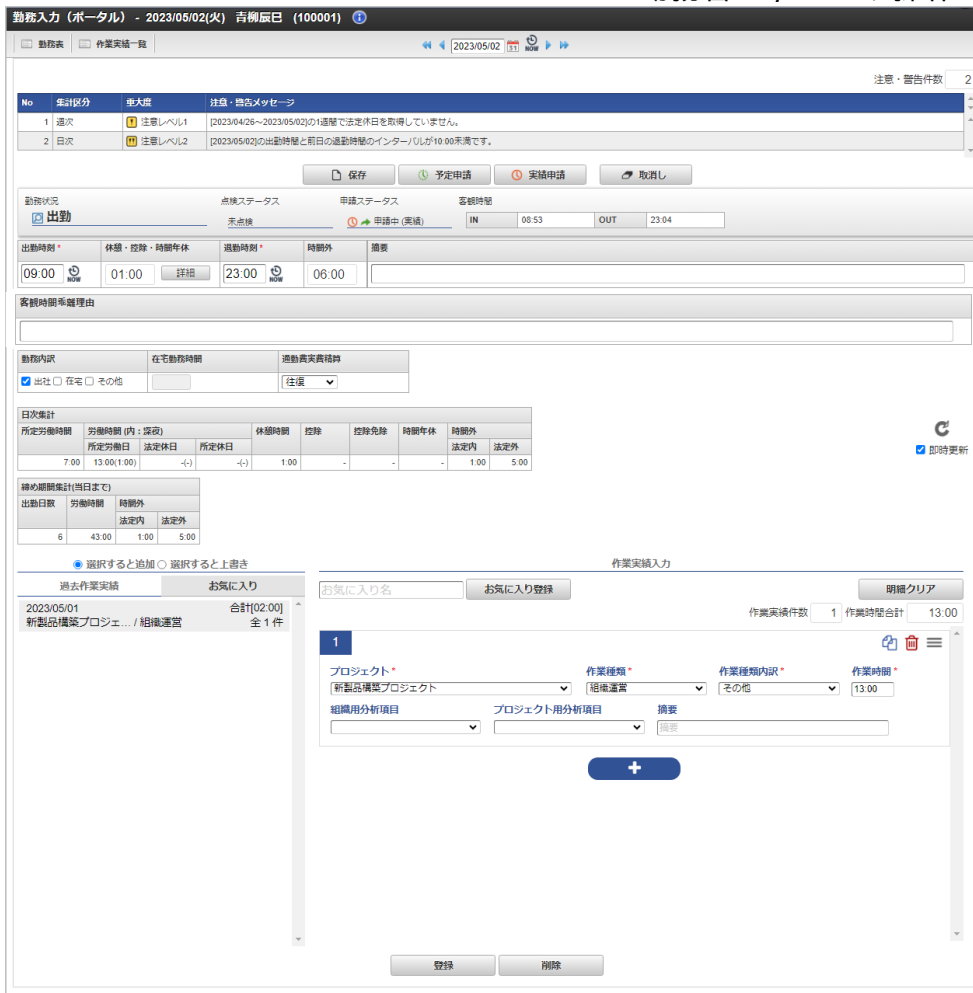 勤務入力（ポータル） - 2023/05/02(火)　青柳辰巳　(100001)
勤務表　作業実績一覧　2023/05/02 31 NOW
注意・警告件数　2
No　集計区分　重大度　注意・警告メッセージ
1　週次　注意レベル1　[2023/04/26～2023/05/02]の1週間で法定休日を取得していません。
2　日次　注意レベル2　[2023/05/02]の出勤時間と前日の退勤時間のインターバルが10:00未満です。
保存　予定申請　実績申請　取消し
勤務状況　点検ステータス　申請ステータス　客観時間
出勤　未点検　申請中 (実績)　IN　08:53　OUT　23:04
出勤時刻*　休憩・控除・時間年休　退勤時刻*　時間外　摘要
09:00 NOW　01:00　詳細　23:00 NOW　06:00
客観時間乖離理由
勤務内訳　在宅勤務時間　通勤費実費精算
出社　在宅　その他　往復
日次集計
所定労働時間　労働時間 (内：深夜)　休憩時間　控除　控除免除　時間年休　時間外
所定労働日　法定休日　所定休日　法定内　法定外
7:00　13:00(1:00)　-(-)　-(-)　1:00　-　-　-　1:00　5:00
即時更新
締め期間集計(当日まで)
出勤日数　労働時間　時間外
法定内　法定外
6　43:00　1:00　5:00
選択すると追加　選択すると上書き　作業実績入力
過去作業実績　お気に入り　お気に入り名　お気に入り登録　明細クリア
2023/05/01　合計[02:00]　作業実績件数　1　作業時間合計　13:00
新製品構築プロジェ… / 組織運営　全 1 件
1
プロジェクト*　作業種類*　作業種類内訳*　作業時間*
新製品構築プロジェクト　組織運営　その他　13:00
組織用分析項目　プロジェクト用分析項目　摘要
摘要
+
登録　削除